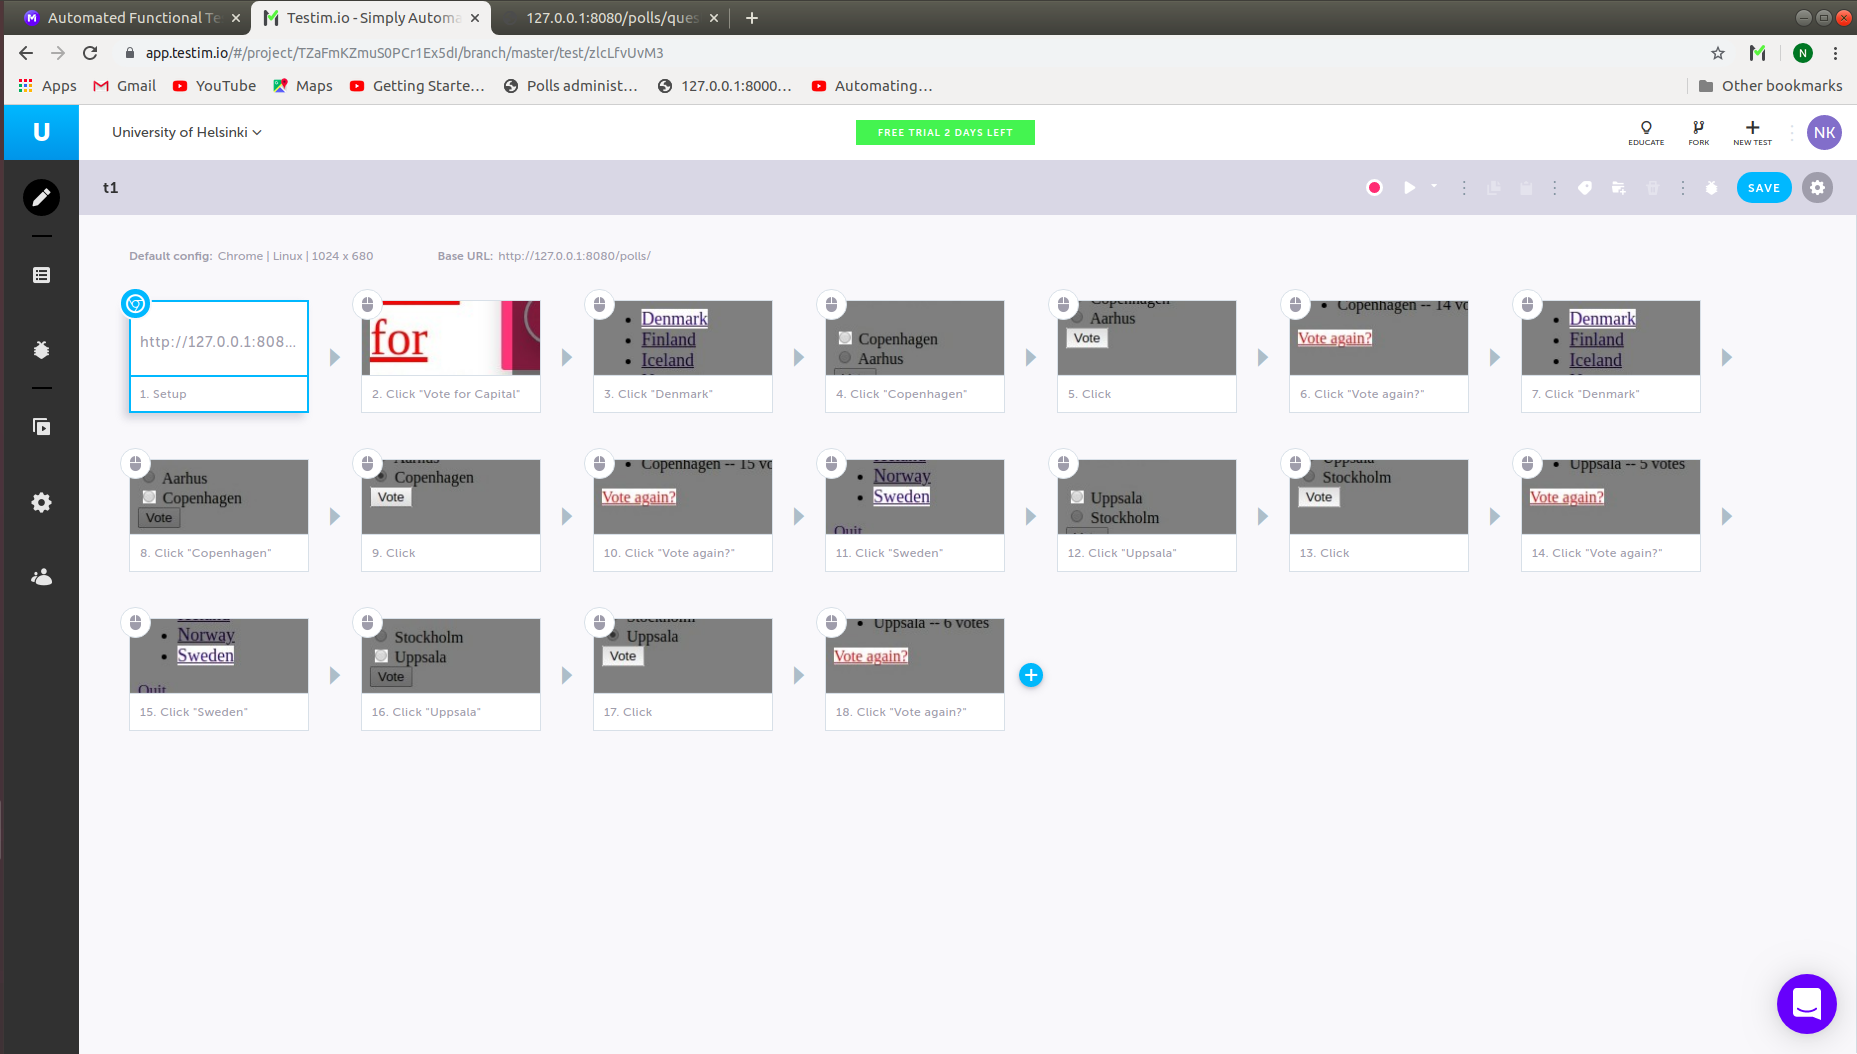 Automated Functional Te
Testim.io - Simply Automa
127.0.0.1:8080/polls/ques
app.testim.io/#/project/TZaFmKZmuS0PCr1Ex5dI/branch/master/test/zlcLfvUvM3
N
Apps
Gmail
YouTube
Maps
Getting Starte...
Polls administ...
127.0.0.1:8000...
Automating...
Other bookmarks
U
University of Helsinki
FREE TRIAL 2 DAYS LEFT
EDUCATE
FORK
NEW TEST
NK
t1
SAVE
Default config: Chrome | Linux | 1024 x 680
Base URL: http://127.0.0.1:8080/polls/
http://127.0.0.1:808...
1. Setup
for
2. Click "Vote for Capital"
Denmark
Finland
Iceland
3. Click "Denmark"
Copenhagen
Aarhus
4. Click "Copenhagen"
Copenhagen
Aarhus
Vote
5. Click
Copenhagen -- 14 vo
Vote again?
6. Click "Vote again?"
Denmark
Finland
Iceland
7. Click "Denmark"
Aarhus
Copenhagen
Vote
8. Click "Copenhagen"
Aarhus
Copenhagen
Vote
9. Click
Copenhagen -- 15 vo
Vote again?
10. Click "Vote again?"
Norway
Sweden
Quit
11. Click "Sweden"
Uppsala
Stockholm
12. Click "Uppsala"
Uppsala
Stockholm
Vote
13. Click
Uppsala -- 5 votes
Vote again?
14. Click "Vote again?"
Norway
Sweden
Quit
15. Click "Sweden"
Stockholm
Uppsala
Vote
16. Click "Uppsala"
Stockholm
Uppsala
Vote
17. Click
Uppsala -- 6 votes
Vote again?
18. Click "Vote again?"